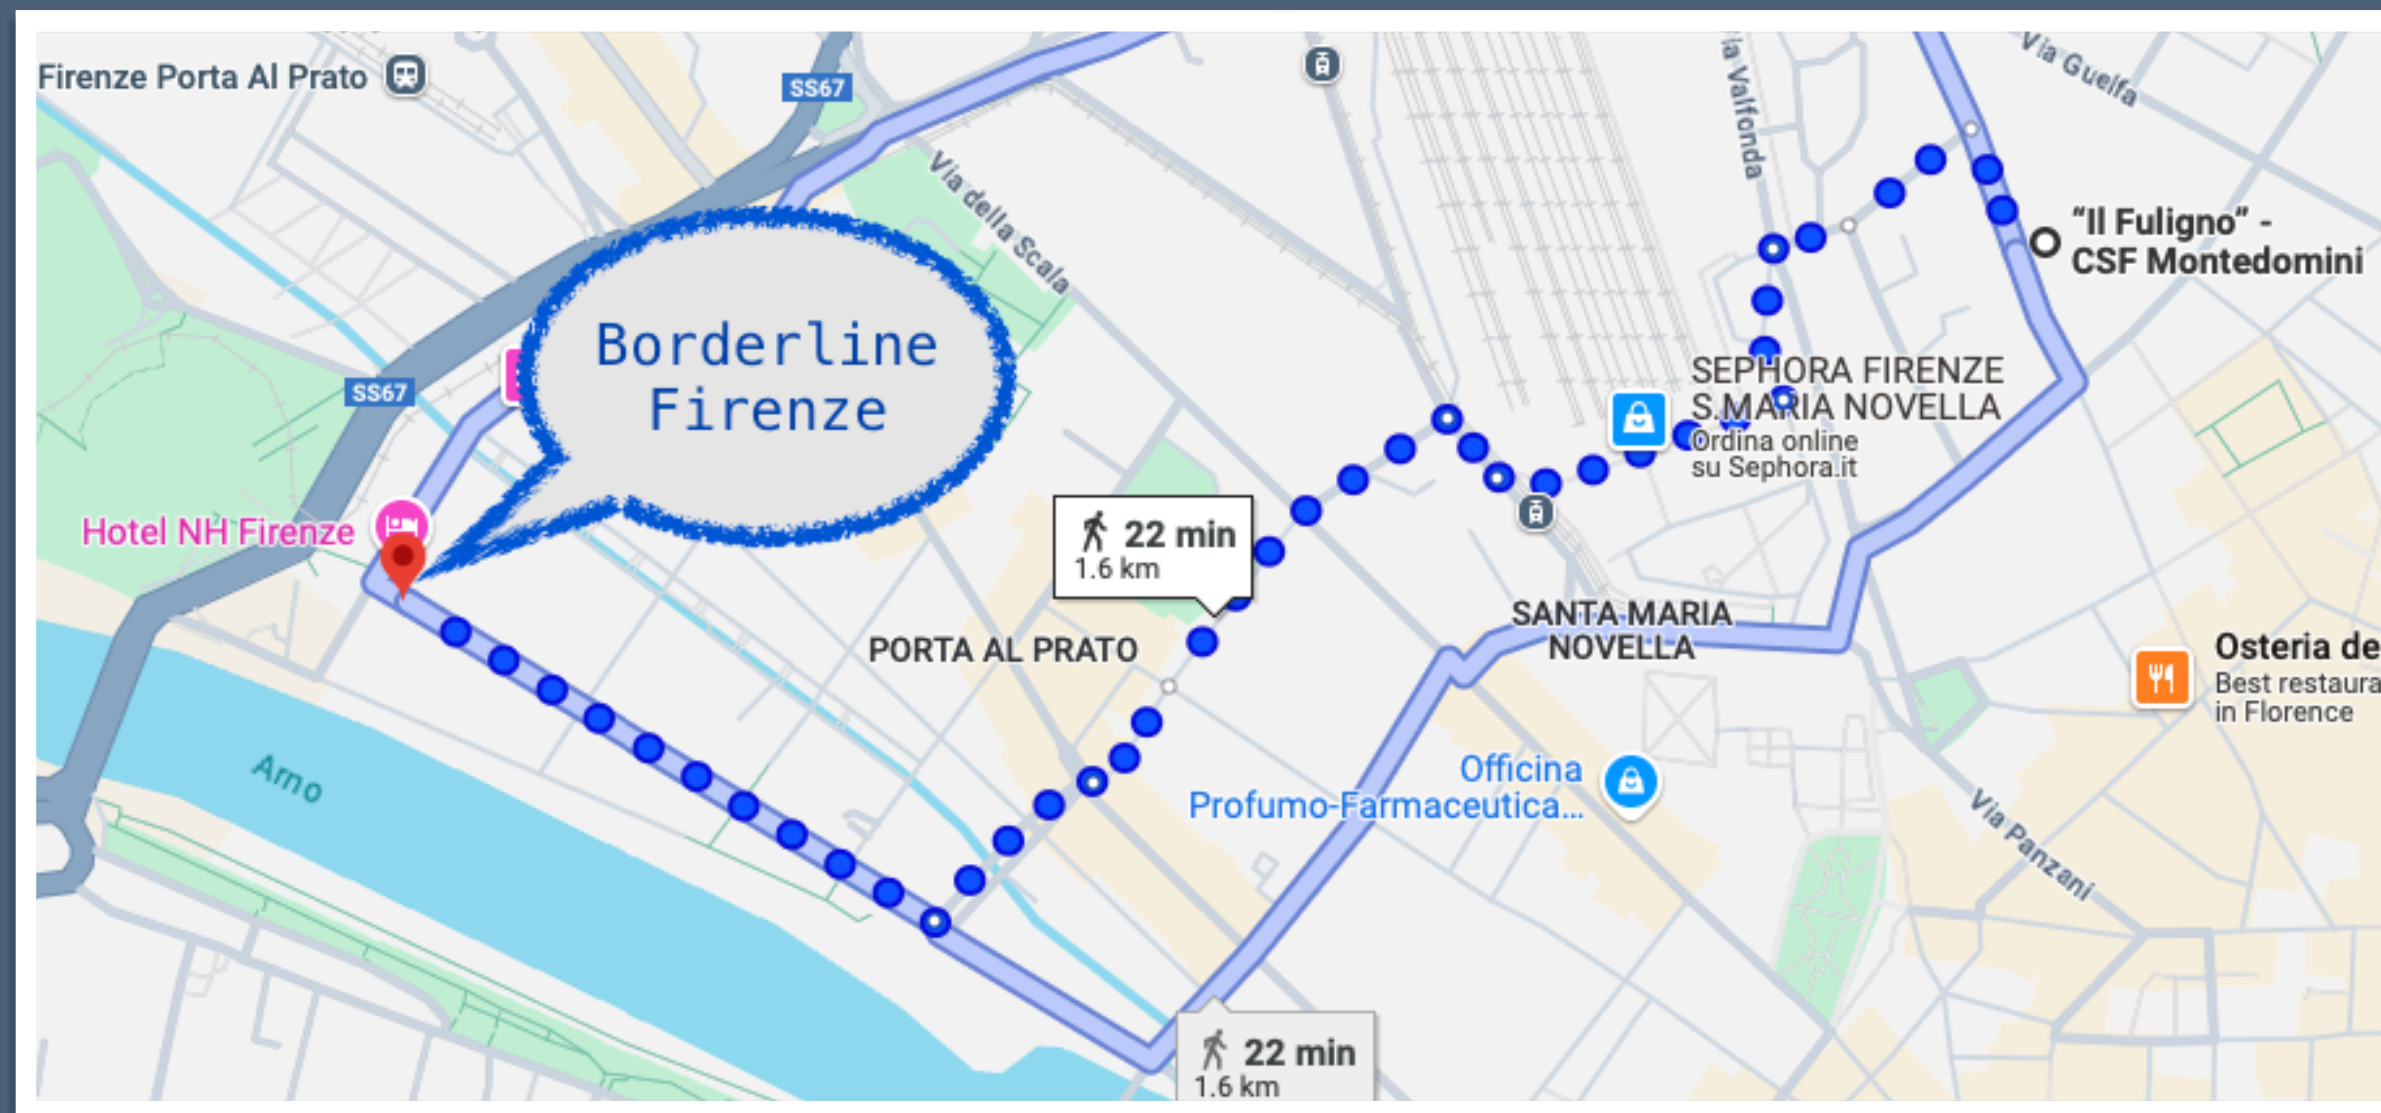 Firenze Porta Al Prato
SS67
Via Guelfa
Via della Scala
"Il Fuligno" -
CSF Montedomini
Borderline
Firenze
SS67
SEPHORA FIRENZE
S.MARIA NOVELLA
Ordina online
su Sephora.it
Hotel NH Firenze
22 min
1.6 km
SANTA MARIA
NOVELLA
PORTA AL PRATO
Osteria de
Best restaura
in Florence
Arno
Officina
Profumo-Farmaceutica...
Via Panzani
22 min
1.6 km